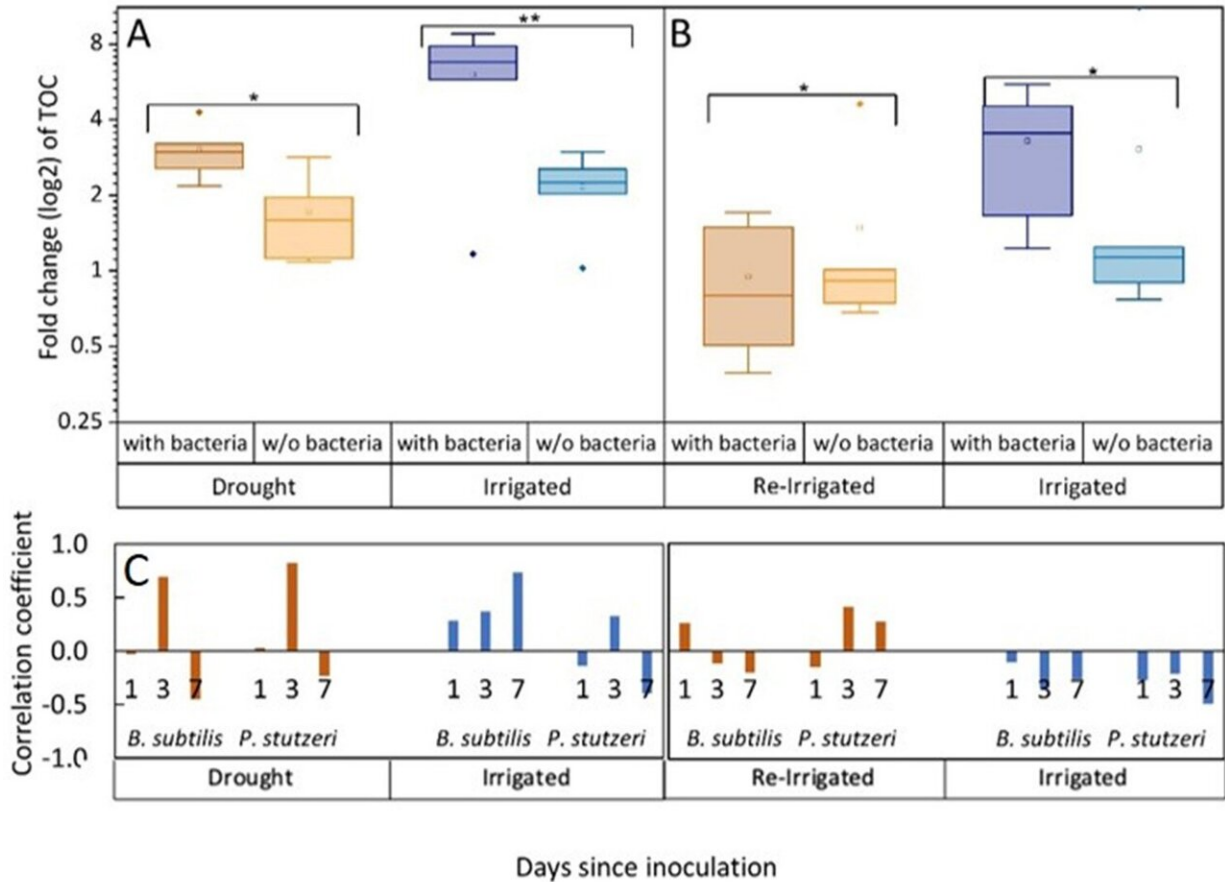 A
B
**
*
*
*
Fold change (log2) of TOC
8
4
2
1
0.5
0.25
with bacteria w/o bacteria with bacteria w/o bacteria with bacteria w/o bacteria with bacteria w/o bacteria
Drought Irrigated Re-Irrigated Irrigated
C
Correlation coefficient
1.0
0.5
0.0
-0.5
-1.0
1 3 7 1 3 7 1 3 7 1 3 7 1 3 7 1 3 7 1 3 7 1 3 7
B. subtilis P. stutzeri B. subtilis P. stutzeri B. subtilis P. stutzeri B. subtilis P. stutzeri
Drought Irrigated Re-Irrigated Irrigated
Days since inoculation